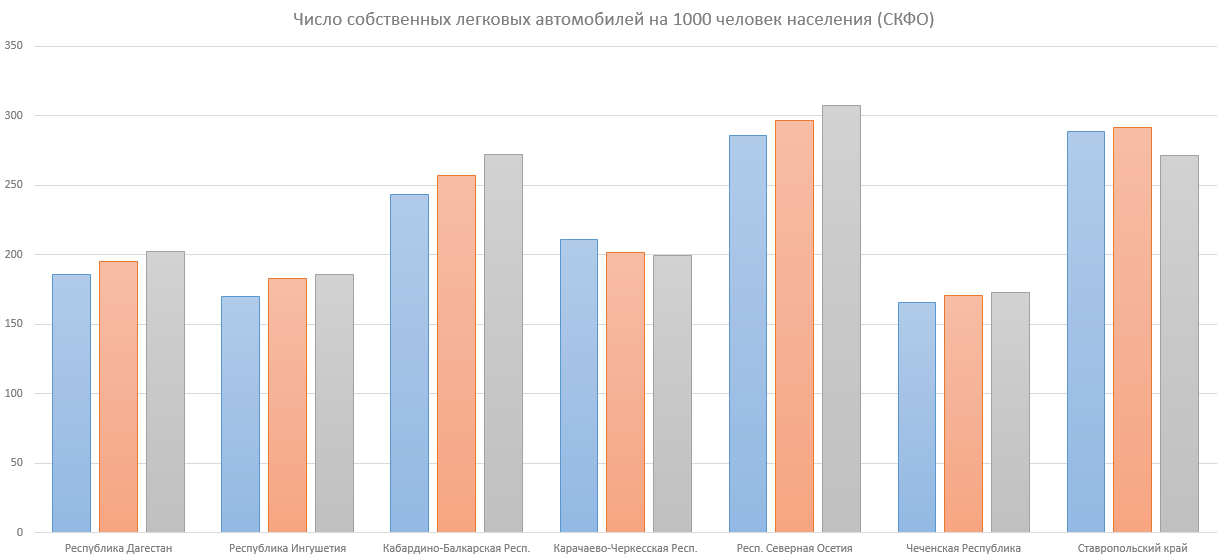 Число собственных легковых автомобилей на 1000 человек населения (СКФО)
350
300
250
200
150
100
50
0
Республика Дагестан
Республика Ингушетия
Кабардино-Балкарская Респ.
Карачаево-Черкесская Респ.
Респ. Северная Осетия
Чеченская Республика
Ставропольский край